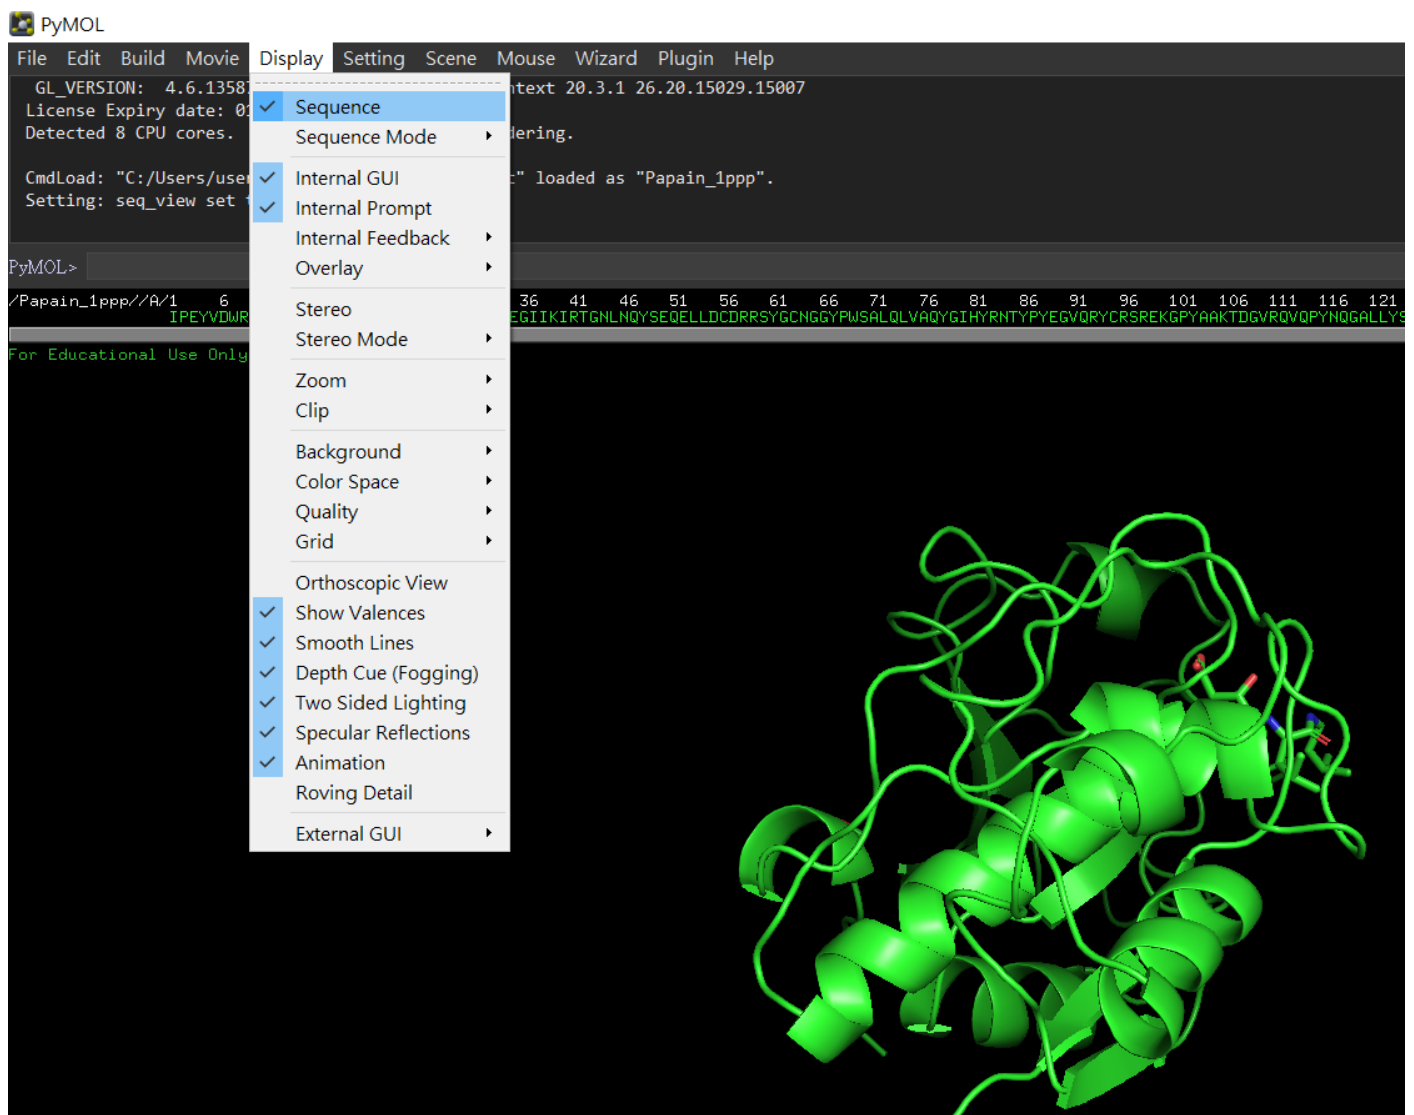 PyMOL
File Edit Build Movie Display Setting Scene Mouse Wizard Plugin Help
GL_VERSION: 4.6.1358 ntext 20.3.1 26.20.15029.15007
License Expiry date: 01
Detected 8 CPU cores. dering.
CmdLoad: "C:/Users/user " loaded as "Papain_1ppp".
Setting: seq_view set
PyMOL>
/Papain_1ppp//A/1 6 36 41 46 51 56 61 66 71 76 81 86 91 96 101 106 111 116 121
IPEYVDWR EGIIKIRTGNLNQYSEQELLDCDRRSYGCNGGYPWSALQLVAQYGIHYRNTYPYEGVQRYCRSREKGPYAAKTDGVRQVQPYNQGALLYS
For Educational Use Only
Sequence
Sequence Mode
Internal GUI
Internal Prompt
Internal Feedback
Overlay
Stereo
Stereo Mode
Zoom
Clip
Background
Color Space
Quality
Grid
Orthoscopic View
Show Valences
Smooth Lines
Depth Cue (Fogging)
Two Sided Lighting
Specular Reflections
Animation
Roving Detail
External GUI